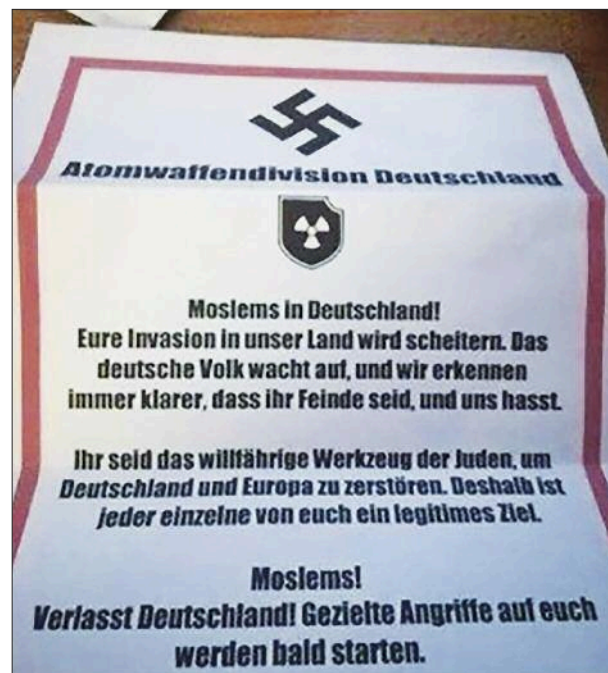 Atomwaffendivision Deutschland
Moslems in Deutschland!
Eure Invasion in unser Land wird scheitern. Das
deutsche Volk wacht auf, und wir erkennen
immer klarer, dass ihr Feinde seid, und uns hasst.
Ihr seid das willfährige Werkzeug der Juden, um
Deutschland und Europa zu zerstören. Deshalb ist
jeder einzelne von euch ein legitimes Ziel.
Moslems!
Verlasst Deutschland! Gezielte Angriffe auf euch
werden bald starten.